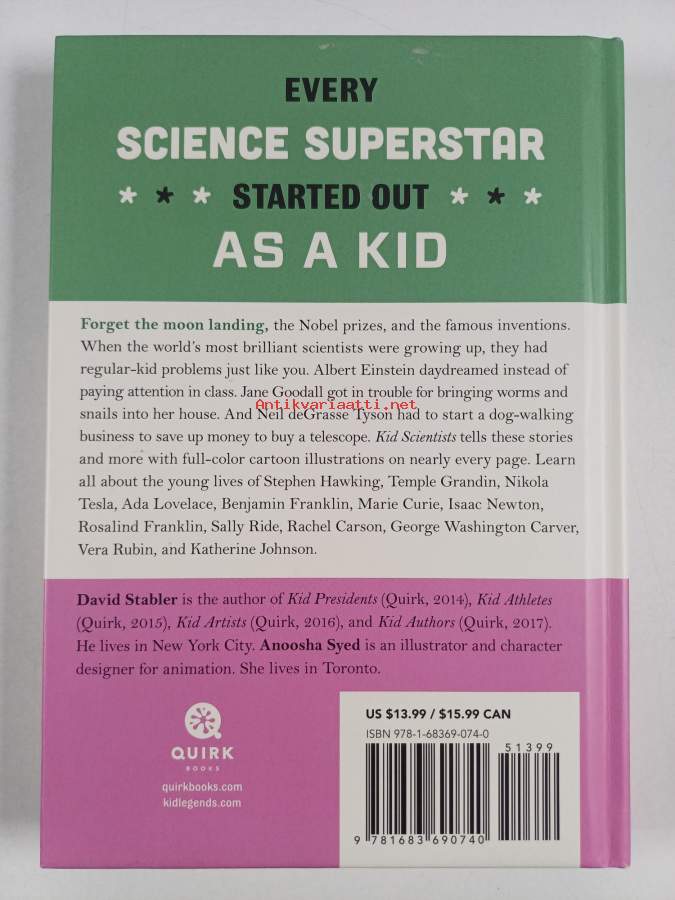 EVERY
SCIENCE SUPERSTAR
* * * STARTED OUT * * *
AS A KID
Forget the moon landing, the Nobel prizes, and the famous inventions.
When the world's most brilliant scientists were growing up, they had
regular-kid problems just like you. Albert Einstein daydreamed instead of
paying attention in class. Jane Goodall got in trouble for bringing worms and
snails into her house. And Neil deGrasse Tyson had to start a dog-walking
Antikvariaatti.net
business to save up money to buy a telescope. Kid Scientists tells these stories
and more with full-color cartoon illustrations on nearly every page. Learn
all about the young lives of Stephen Hawking, Temple Grandin, Nikola
Tesla, Ada Lovelace, Benjamin Franklin, Marie Curie, Isaac Newton,
Rosalind Franklin, Sally Ride, Rachel Carson, George Washington Carver,
Vera Rubin, and Katherine Johnson.
David Stabler is the author of Kid Presidents (Quirk, 2014), Kid Athletes
(Quirk, 2015), Kid Artists (Quirk, 2016), and Kid Authors (Quirk, 2017).
He lives in New York City. Anoosha Syed is an illustrator and character
designer for animation. She lives in Toronto.
QUIRK
BOOKS
quirkbooks.com
kidlegends.com
US $13.99 / $15.99 CAN
ISBN 978-1-68369-074-0
51399
9 781683 690740